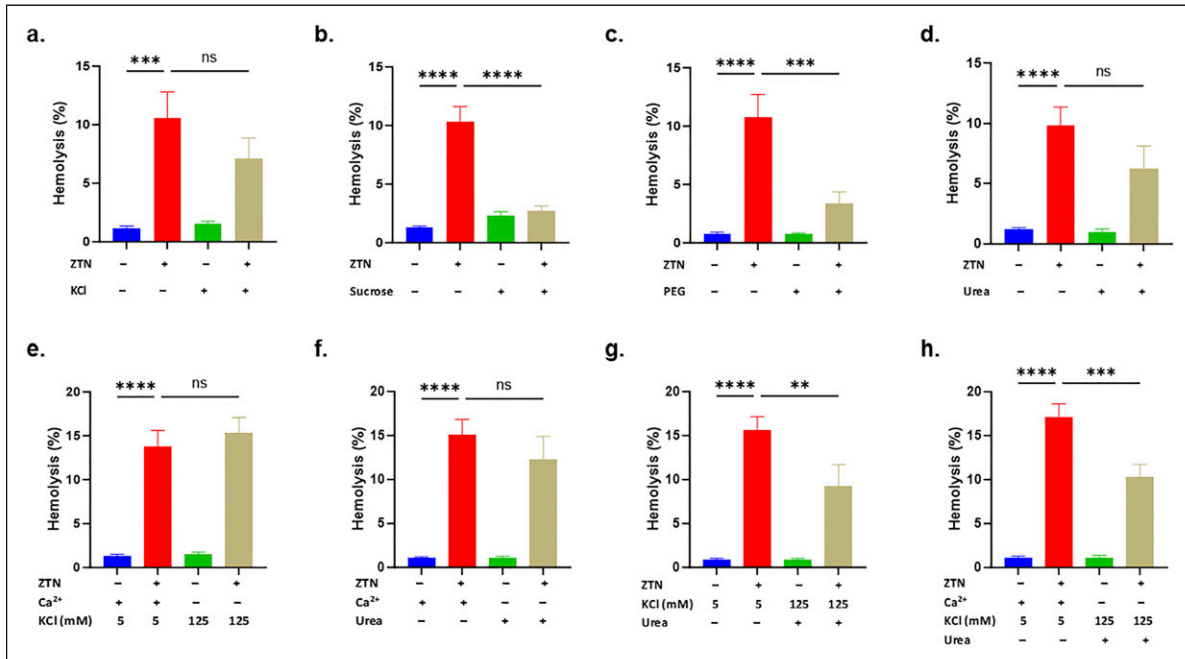 a.
*** ns
15
10
5
0
Hemolysis (%)
ZTN – + – +
KCl – – + +
b.
**** ****
15
10
5
0
Hemolysis (%)
ZTN – + – +
Sucrose – – + +
c.
**** ***
15
10
5
0
Hemolysis (%)
ZTN – + – +
PEG – – + +
d.
**** ns
15
10
5
0
Hemolysis (%)
ZTN – + – +
Urea – – + +
e.
**** ns
20
15
10
5
0
Hemolysis (%)
ZTN – + – +
Ca²⁺ + + – –
KCl (mM) 5 5 125 125
f.
**** ns
20
15
10
5
0
Hemolysis (%)
ZTN – + – +
Ca²⁺ + + – –
Urea – – + +
g.
**** **
20
15
10
5
0
Hemolysis (%)
ZTN – + – +
KCl (mM) 5 5 125 125
Urea – – + +
h.
**** ***
20
15
10
5
0
Hemolysis (%)
ZTN – + – +
Ca²⁺ + + – –
KCl (mM) 5 5 125 125
Urea – – + +